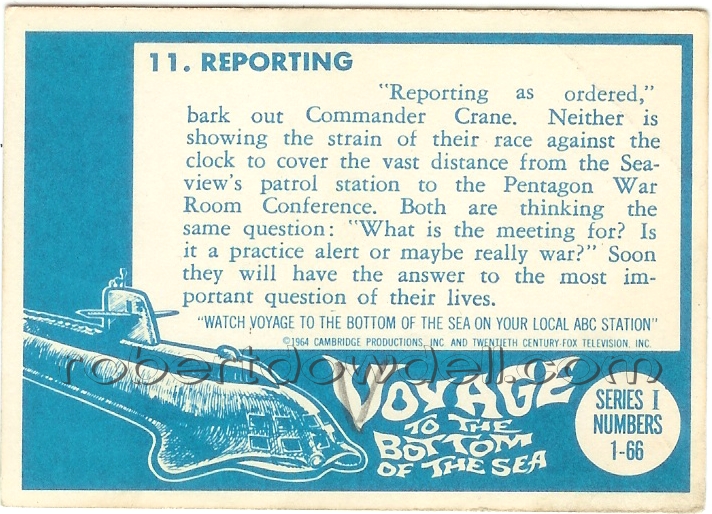 11. REPORTING
"Reporting as ordered,"
bark out Commander Crane. Neither is
showing the strain of their race against the
clock to cover the vast distance from the Sea-
view's patrol station to the Pentagon War
Room Conference. Both are thinking the
same question: "What is the meeting for? Is
it a practice alert or maybe really war?" Soon
they will have the answer to the most im-
portant question of their lives.
"WATCH VOYAGE TO THE BOTTOM OF THE SEA ON YOUR LOCAL ABC STATION"
©1964 CAMBRIDGE PRODUCTIONS, INC AND TWENTIETH CENTURY-FOX TELEVISION, INC.
robertdowdell.com
VOYAGE
TO THE
BOTTOM
OF THE SEA
SERIES I
NUMBERS
1-66